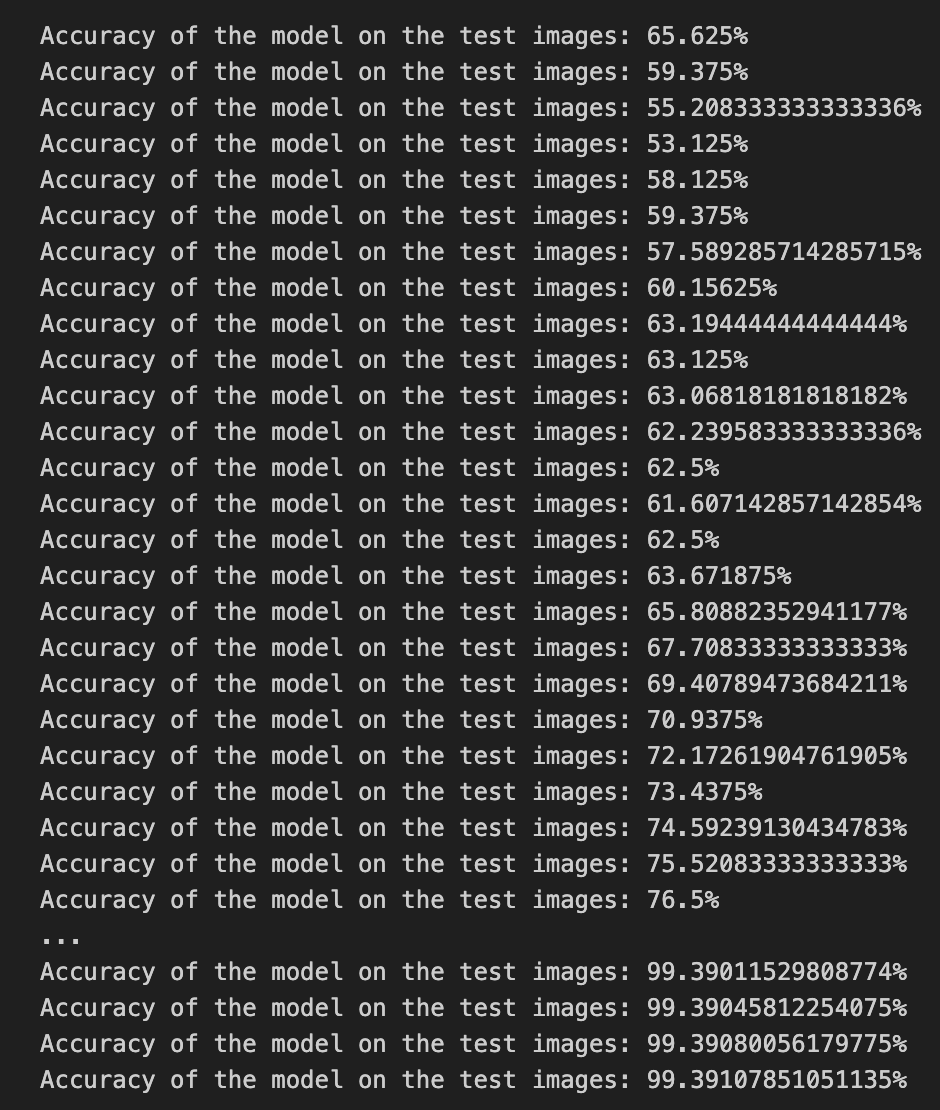 Accuracy of the model on the test images: 65.625%
Accuracy of the model on the test images: 59.375%
Accuracy of the model on the test images: 55.208333333333336%
Accuracy of the model on the test images: 53.125%
Accuracy of the model on the test images: 58.125%
Accuracy of the model on the test images: 59.375%
Accuracy of the model on the test images: 57.589285714285715%
Accuracy of the model on the test images: 60.15625%
Accuracy of the model on the test images: 63.19444444444444%
Accuracy of the model on the test images: 63.125%
Accuracy of the model on the test images: 63.06818181818182%
Accuracy of the model on the test images: 62.239583333333336%
Accuracy of the model on the test images: 62.5%
Accuracy of the model on the test images: 61.607142857142854%
Accuracy of the model on the test images: 62.5%
Accuracy of the model on the test images: 63.671875%
Accuracy of the model on the test images: 65.80882352941177%
Accuracy of the model on the test images: 67.70833333333333%
Accuracy of the model on the test images: 69.40789473684211%
Accuracy of the model on the test images: 70.9375%
Accuracy of the model on the test images: 72.17261904761905%
Accuracy of the model on the test images: 73.4375%
Accuracy of the model on the test images: 74.59239130434783%
Accuracy of the model on the test images: 75.52083333333333%
Accuracy of the model on the test images: 76.5%
...
Accuracy of the model on the test images: 99.39011529808774%
Accuracy of the model on the test images: 99.39045812254075%
Accuracy of the model on the test images: 99.39080056179775%
Accuracy of the model on the test images: 99.39107851051135%